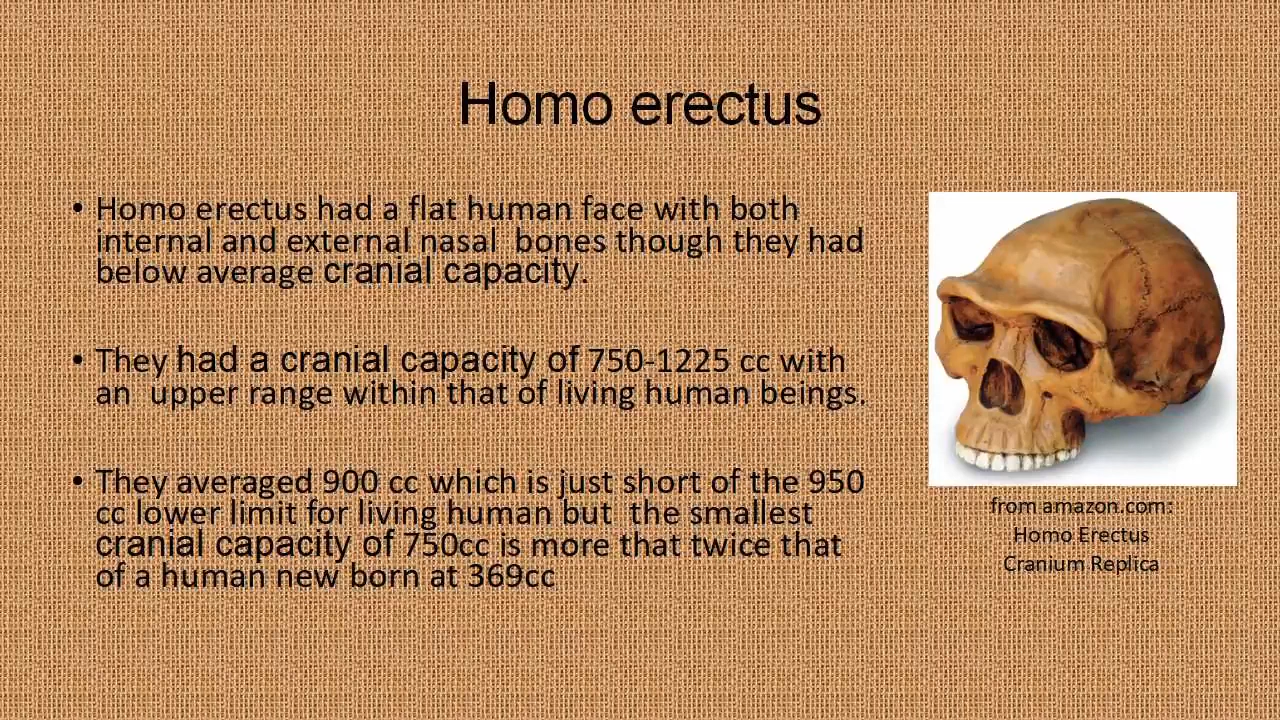 Homo erectus
• Homo erectus had a flat human face with both
internal and external nasal  bones though they had
below average cranial capacity.
• They had a cranial capacity of 750-1225 cc with
an  upper range within that of living human beings.
• They averaged 900 cc which is just short of the 950
cc lower limit for living human but  the smallest
cranial capacity of 750cc is more that twice that
of a human new born at 369cc
from amazon.com:
Homo Erectus
Cranium Replica